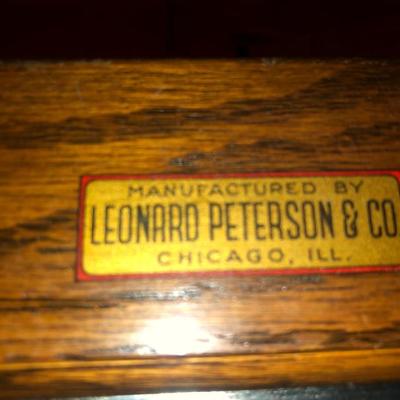 MANUFACTURED BY
LEONARD PETERSON & CO
CHICAGO, ILL.